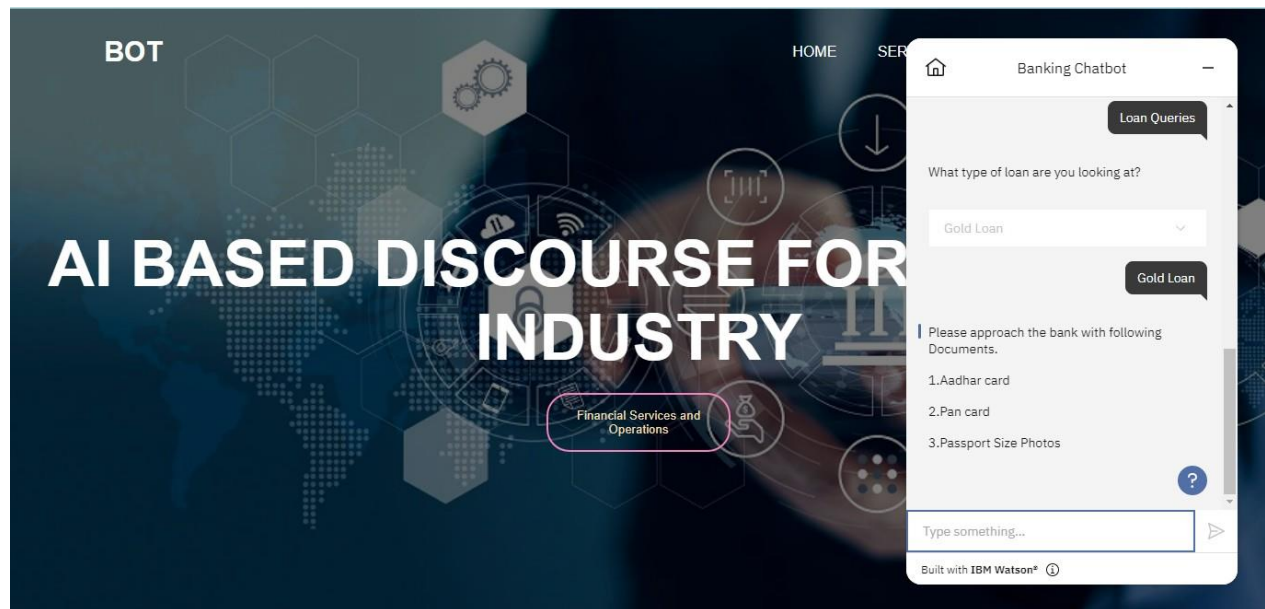 BOT
HOME
AI BASED DISCOURSE FOR
INDUSTRY
Financial Services and
Operations
Banking Chatbot
Loan Queries
What type of loan are you looking at?
Gold Loan
Gold Loan
Please approach the bank with following
Documents.
1.Aadhar card
2.Pan card
3.Passport Size Photos
?
Type something...
Built with IBM Watson®